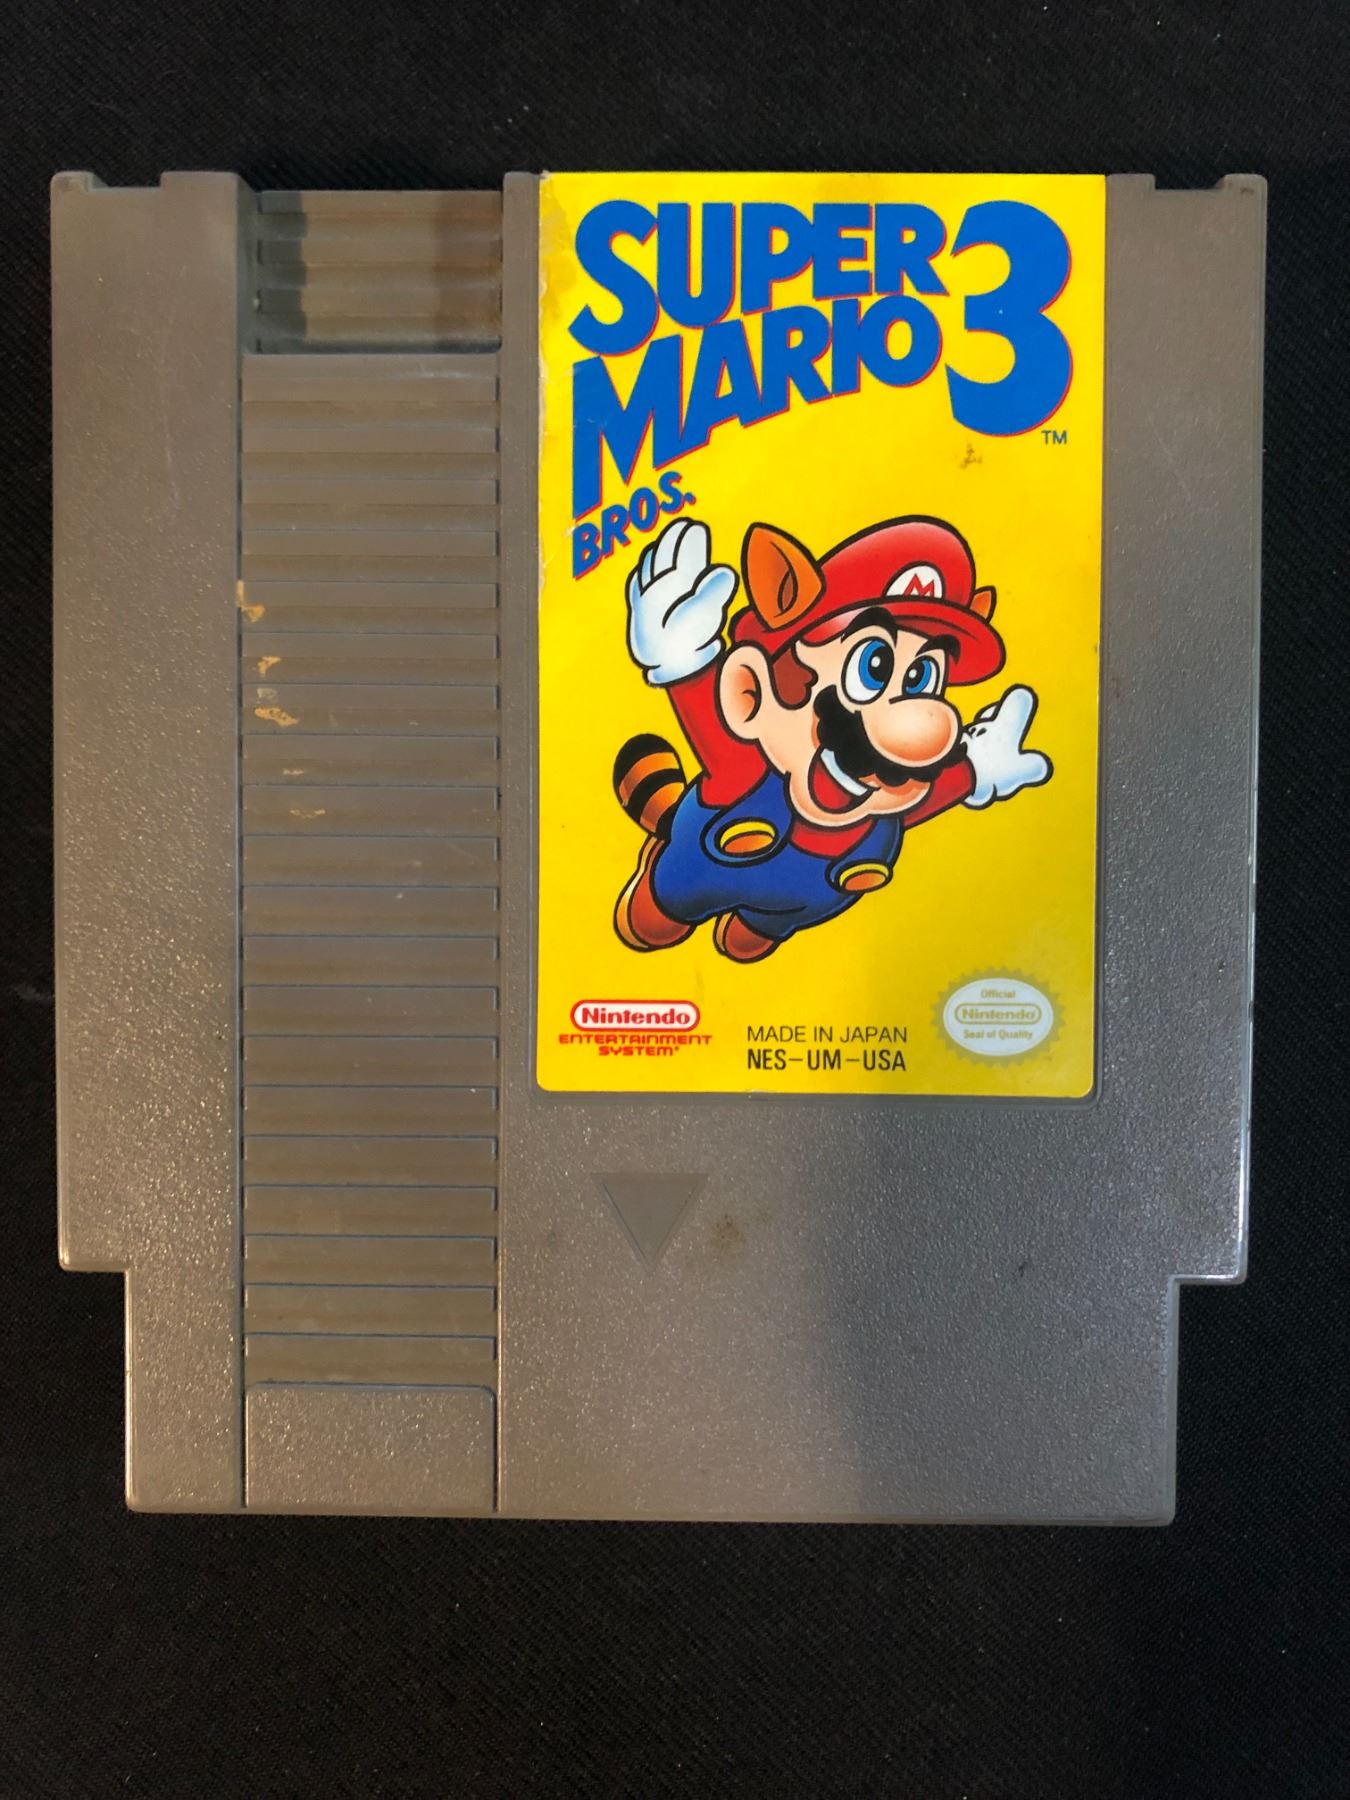 SUPER
MARIO 3
BROS.
TM
M
Nintendo
ENTERTAINMENT
SYSTEM®
MADE IN JAPAN
NES-UM-USA
Official
Nintendo
Seal of Quality